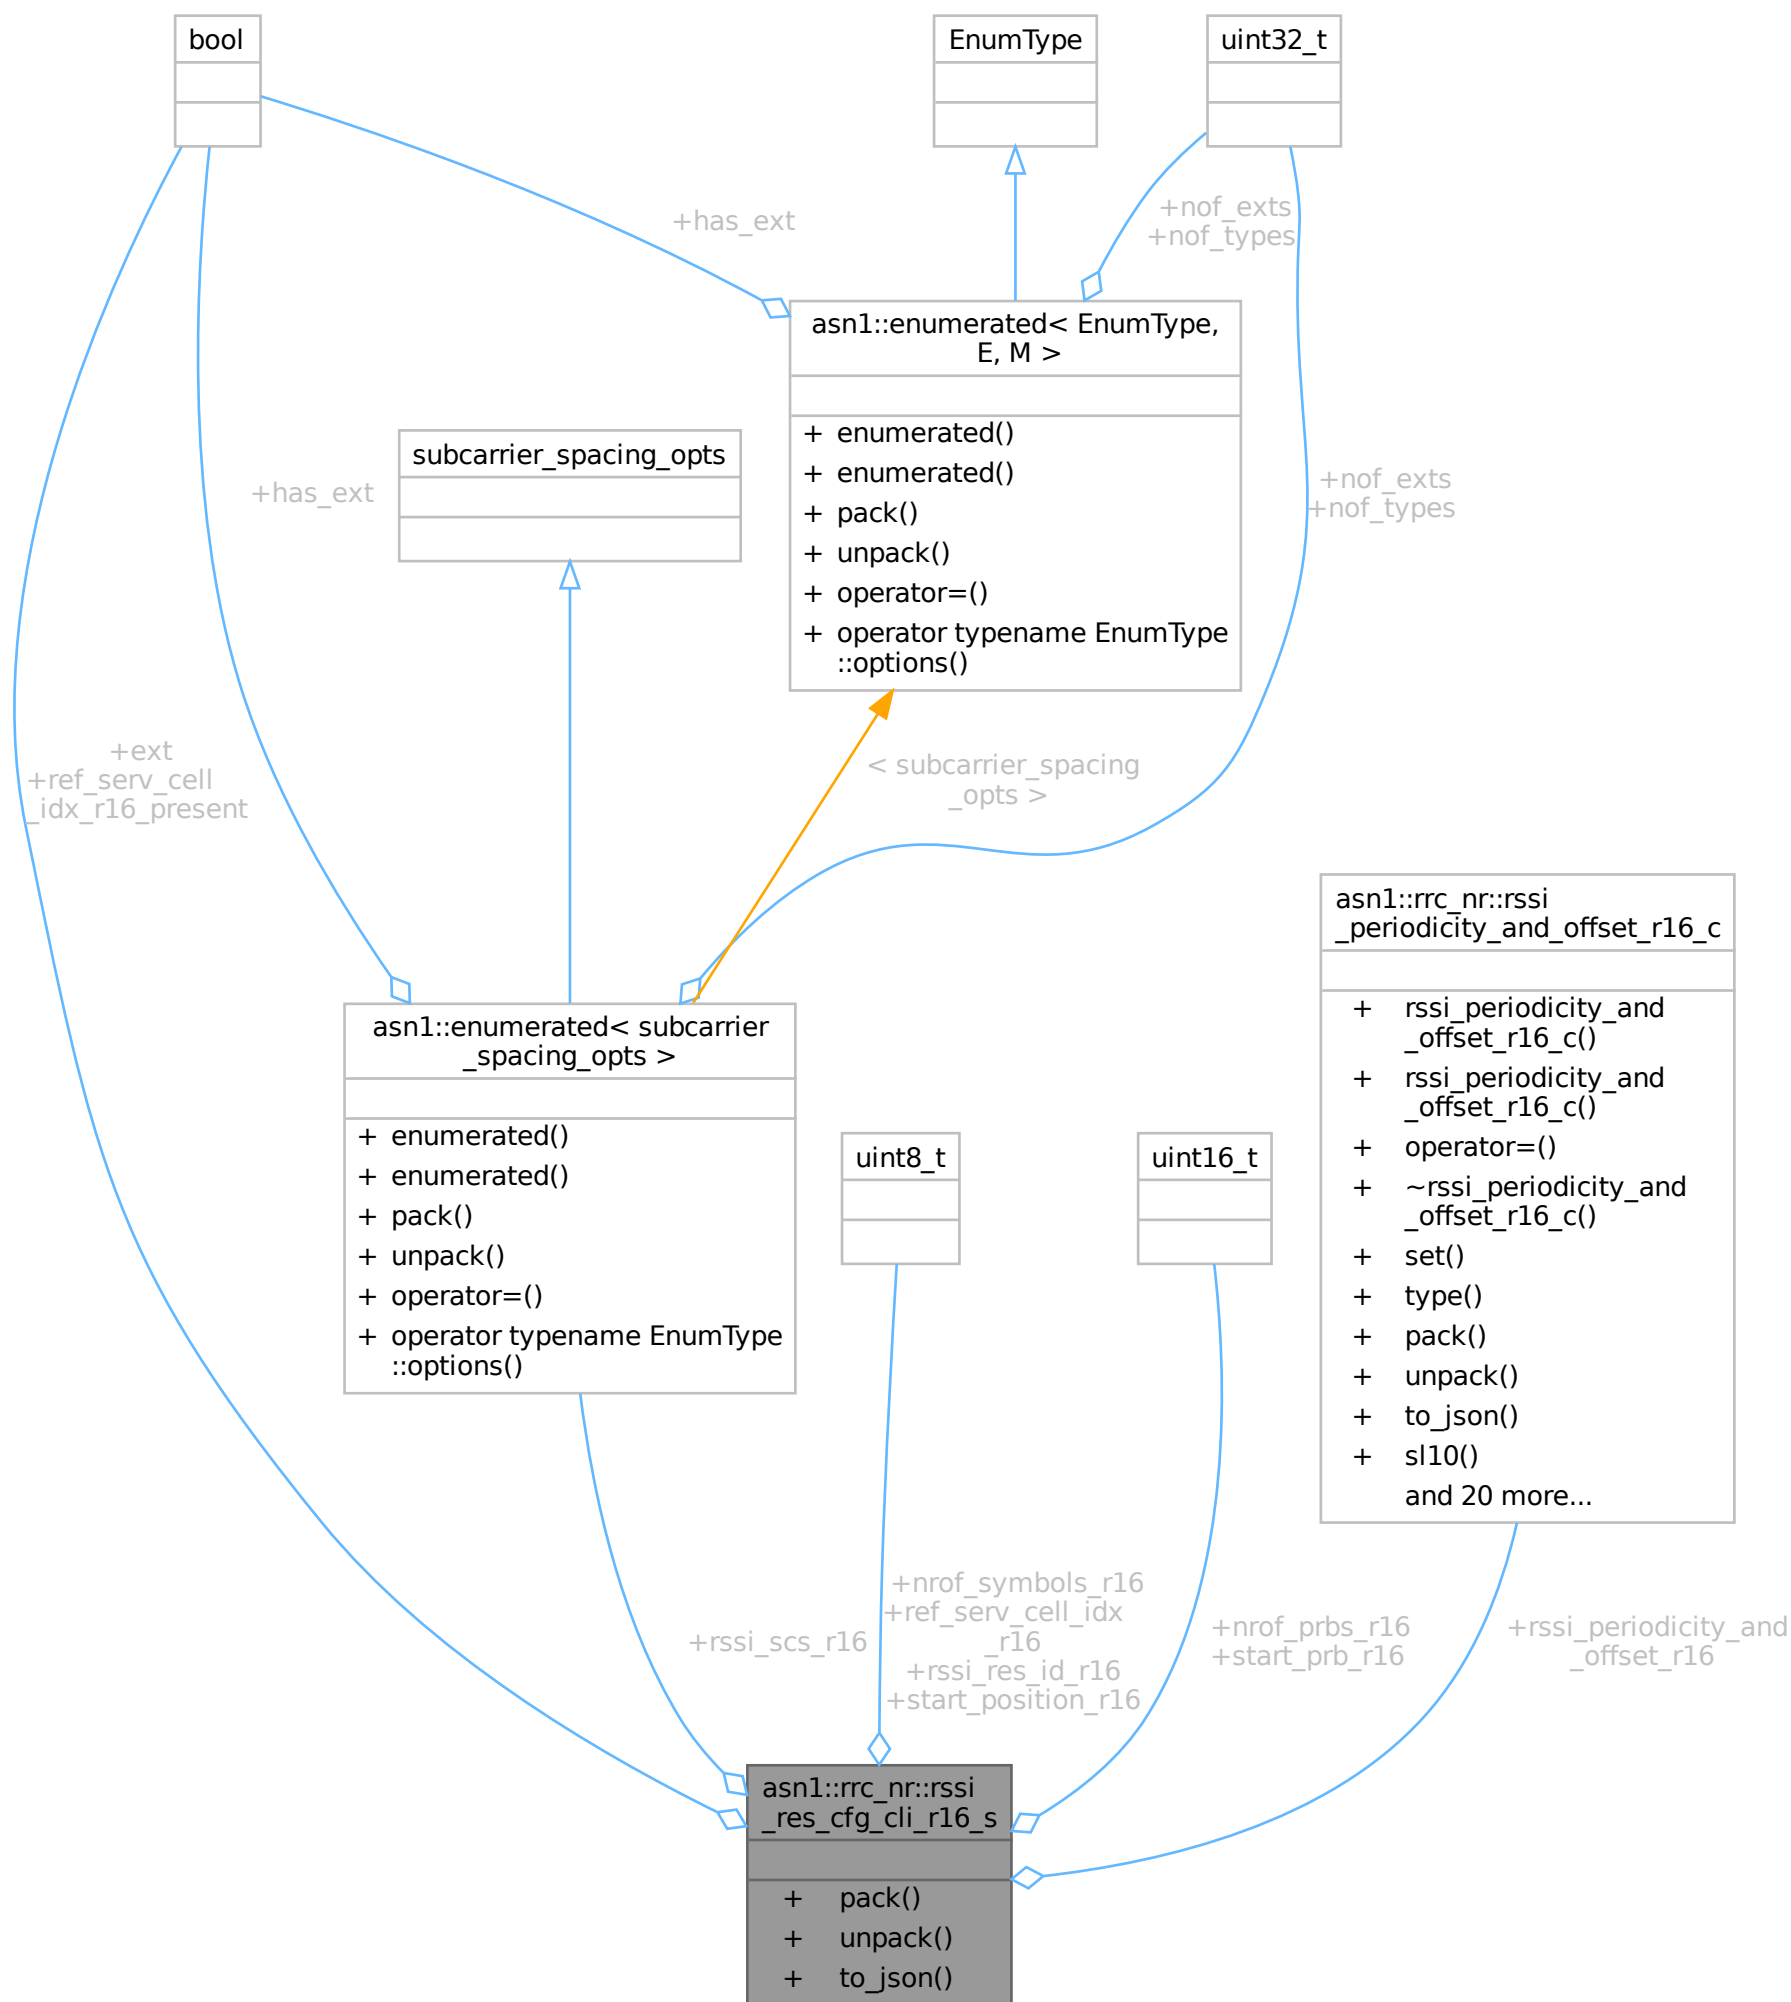 bool
EnumType
uint32_t
+has_ext
+nof_exts
+nof_types
asn1::enumerated< EnumType,
E, M >
+ enumerated()
+ enumerated()
+ pack()
+ unpack()
+ operator=()
+ operator typename EnumType
::options()
subcarrier_spacing_opts
+has_ext
+nof_exts
+nof_types
+ext
+ref_serv_cell
_idx_r16_present
< subcarrier_spacing
_opts >
asn1::rrc_nr::rssi
_periodicity_and_offset_r16_c
+ rssi_periodicity_and
_offset_r16_c()
+ rssi_periodicity_and
_offset_r16_c()
+ operator=()
+ ~rssi_periodicity_and
_offset_r16_c()
+ set()
+ type()
+ pack()
+ unpack()
+ to_json()
+ sl10()
and 20 more...
asn1::enumerated< subcarrier
_spacing_opts >
+ enumerated()
+ enumerated()
+ pack()
+ unpack()
+ operator=()
+ operator typename EnumType
::options()
uint8_t
uint16_t
+rssi_scs_r16
+nrof_symbols_r16
+ref_serv_cell_idx
_r16
+rssi_res_id_r16
+start_position_r16
+nrof_prbs_r16
+start_prb_r16
+rssi_periodicity_and
_offset_r16
asn1::rrc_nr::rssi
_res_cfg_cli_r16_s
+ pack()
+ unpack()
+ to_json()